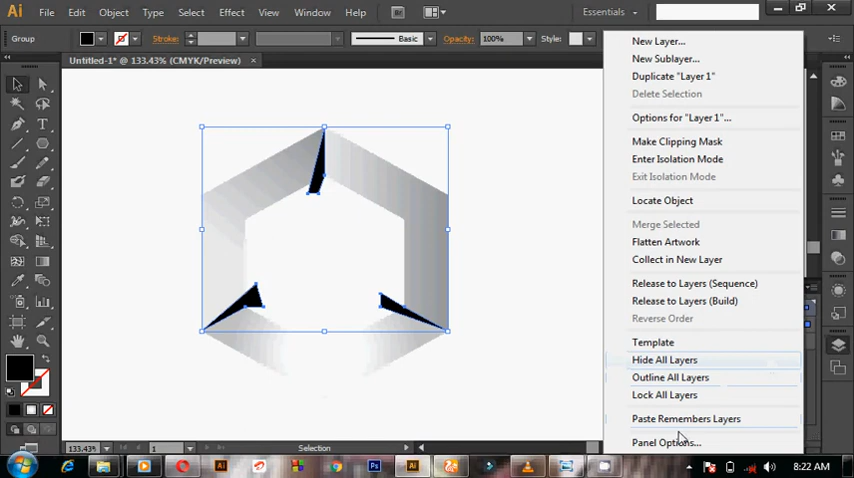 Ai File Edit Object Type Select Effect View Window Help Br Essentials
Group Stroke: Basic Opacity: 100% Style:
Untitled-1* @ 133.43% (CMYK/Preview) ×
New Layer...
New Sublayer...
Duplicate "Layer 1"
Delete Selection
Options for "Layer 1"...
Make Clipping Mask
Enter Isolation Mode
Exit Isolation Mode
Locate Object
Merge Selected
Flatten Artwork
Collect in New Layer
Release to Layers (Sequence)
Release to Layers (Build)
Reverse Order
Template
Hide All Layers
Outline All Layers
Lock All Layers
Paste Remembers Layers
Panel Options...
133.43% 1 Selection
Ai Ps Ai 8:22 AM